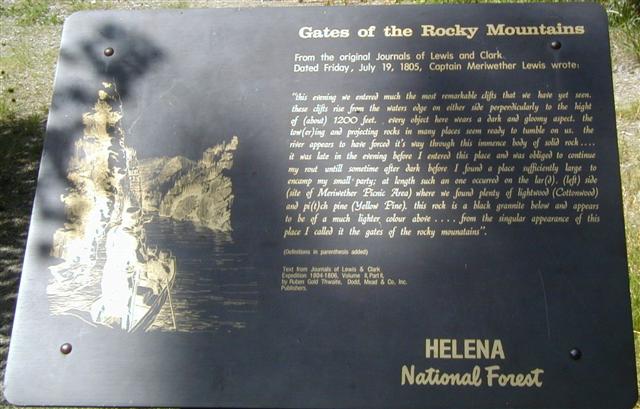 Gates of the Rocky Mountains
From the original Journals of Lewis and Clark.
Dated Friday, July 19, 1805, Captain Meriwether Lewis wrote:
"this evening we entered much the most remarkable clifts that we have yet seen.
these clifts rise from the waters edge on either side perpendicularly to the hight
of (about) 1200 feet. . every object here wears a dark and gloomy aspect. the
tow(er)ing and projecting rocks in many places seem ready to tumble on us. the
river appears to have forced it's way through this immence body of solid rock....
it was late in the evening before I entered this place and was obliged to continue
my rout untill sometime after dark before I found a place sufficiently large to
encamp my small party; at length such an one occurred on the lar(d). (left) side
(site of Meriwether Picnic Area) where we found plenty of lightwood (Cottonwood)
and pi(t)ch pine (Yellow Pine). this rock is a black grannite below and appears
to be of a much lighter colour above ..... from the singular appearance of this
place I called it the gates of the rocky mountains".
(Definitions in parenthesis added)
Text from Journals of Lewis & Clark
Expedition 1804-1806, Volume II, Part II,
by Ruben Gold Thwaite, Dodd, Mead & Co, Inc.
Publishers.
HELENA
National Forest